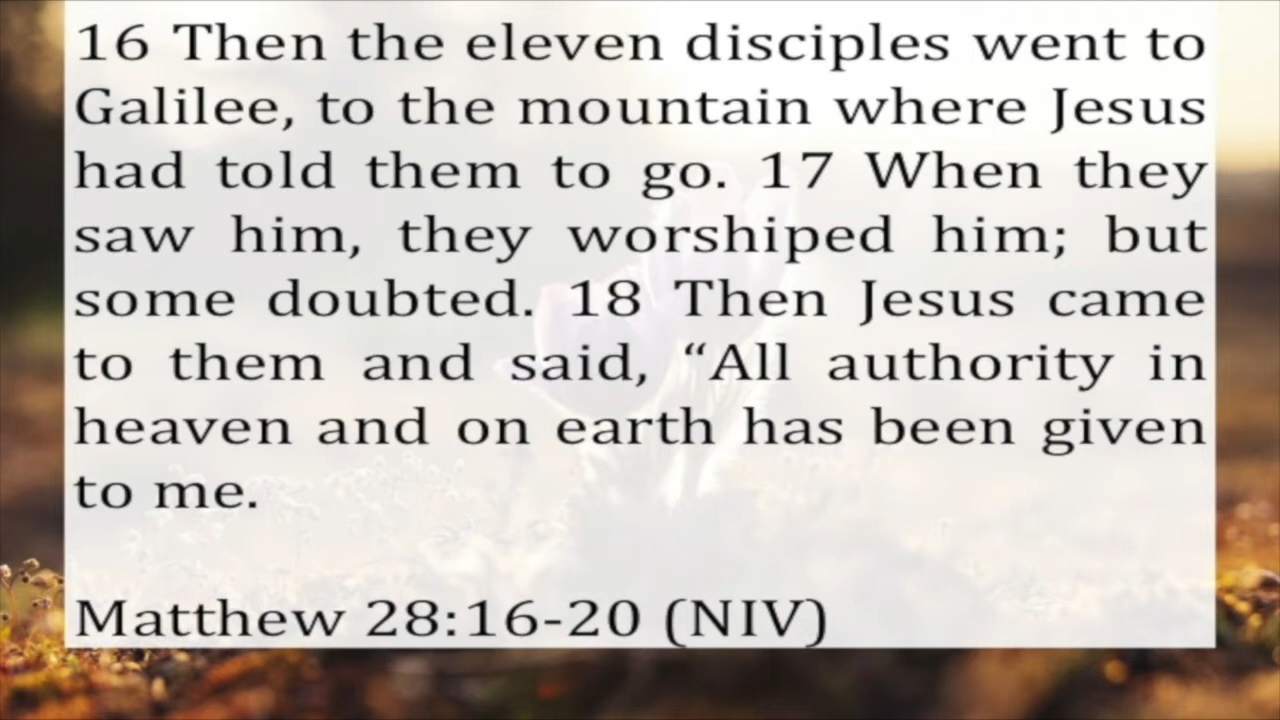 16 Then the eleven disciples went to
Galilee, to the mountain where Jesus
had told them to go. 17 When they
saw him, they worshiped him; but
some doubted. 18 Then Jesus came
to them and said, “All authority in
heaven and on earth has been given
to me.
Matthew 28:16-20 (NIV)